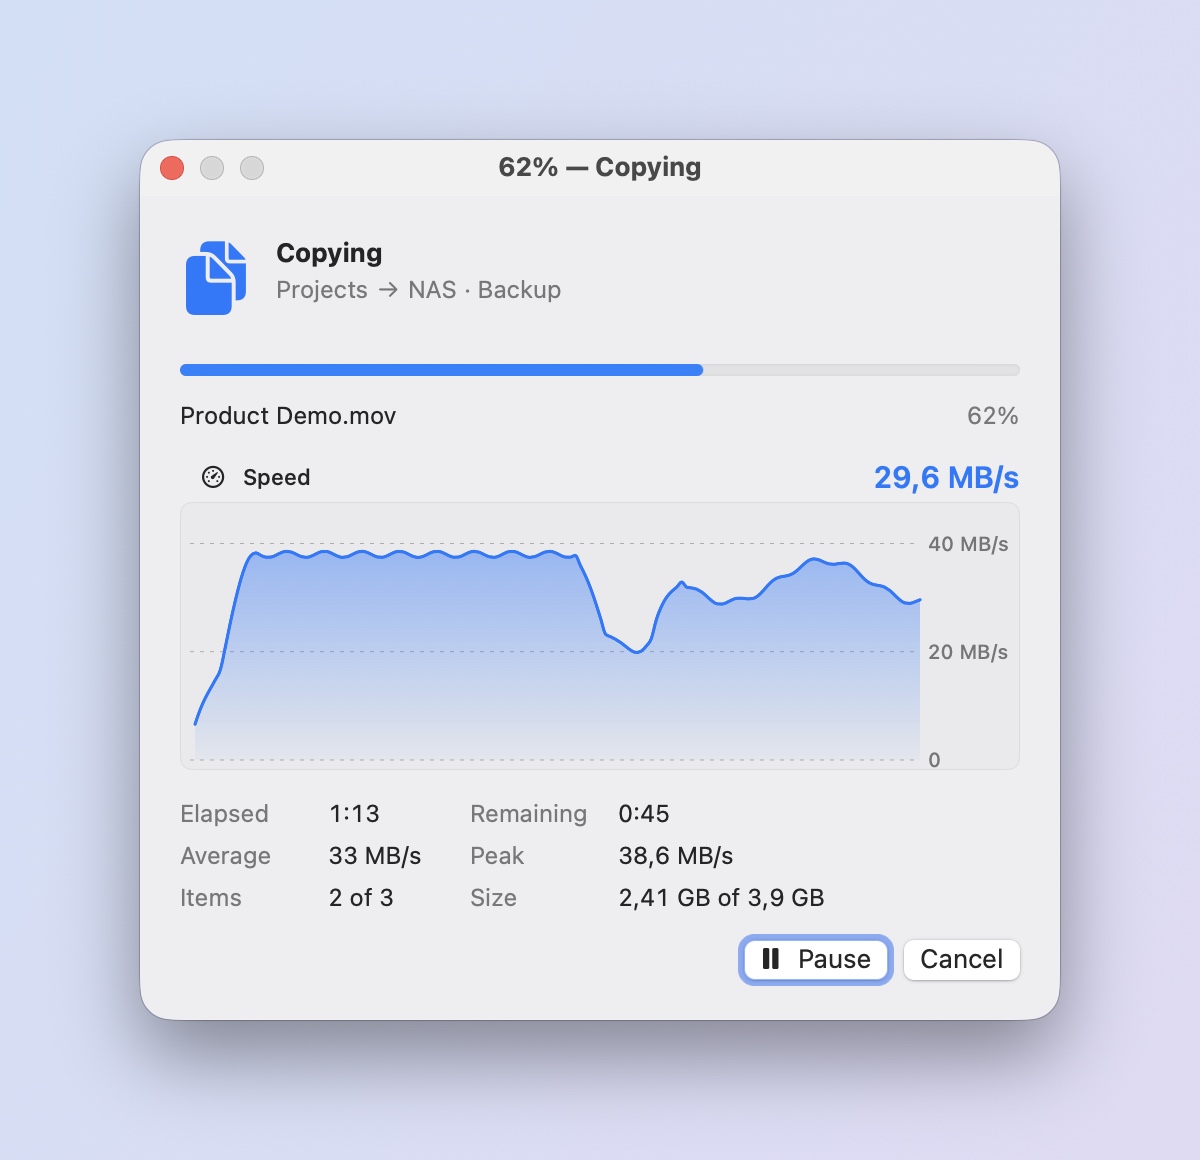 62% — Copying
Copying
Projects → NAS · Backup
Product Demo.mov 62%
Speed 29,6 MB/s
40 MB/s
20 MB/s
0
Elapsed 1:13 Remaining 0:45
Average 33 MB/s Peak 38,6 MB/s
Items 2 of 3 Size 2,41 GB of 3,9 GB
Pause Cancel